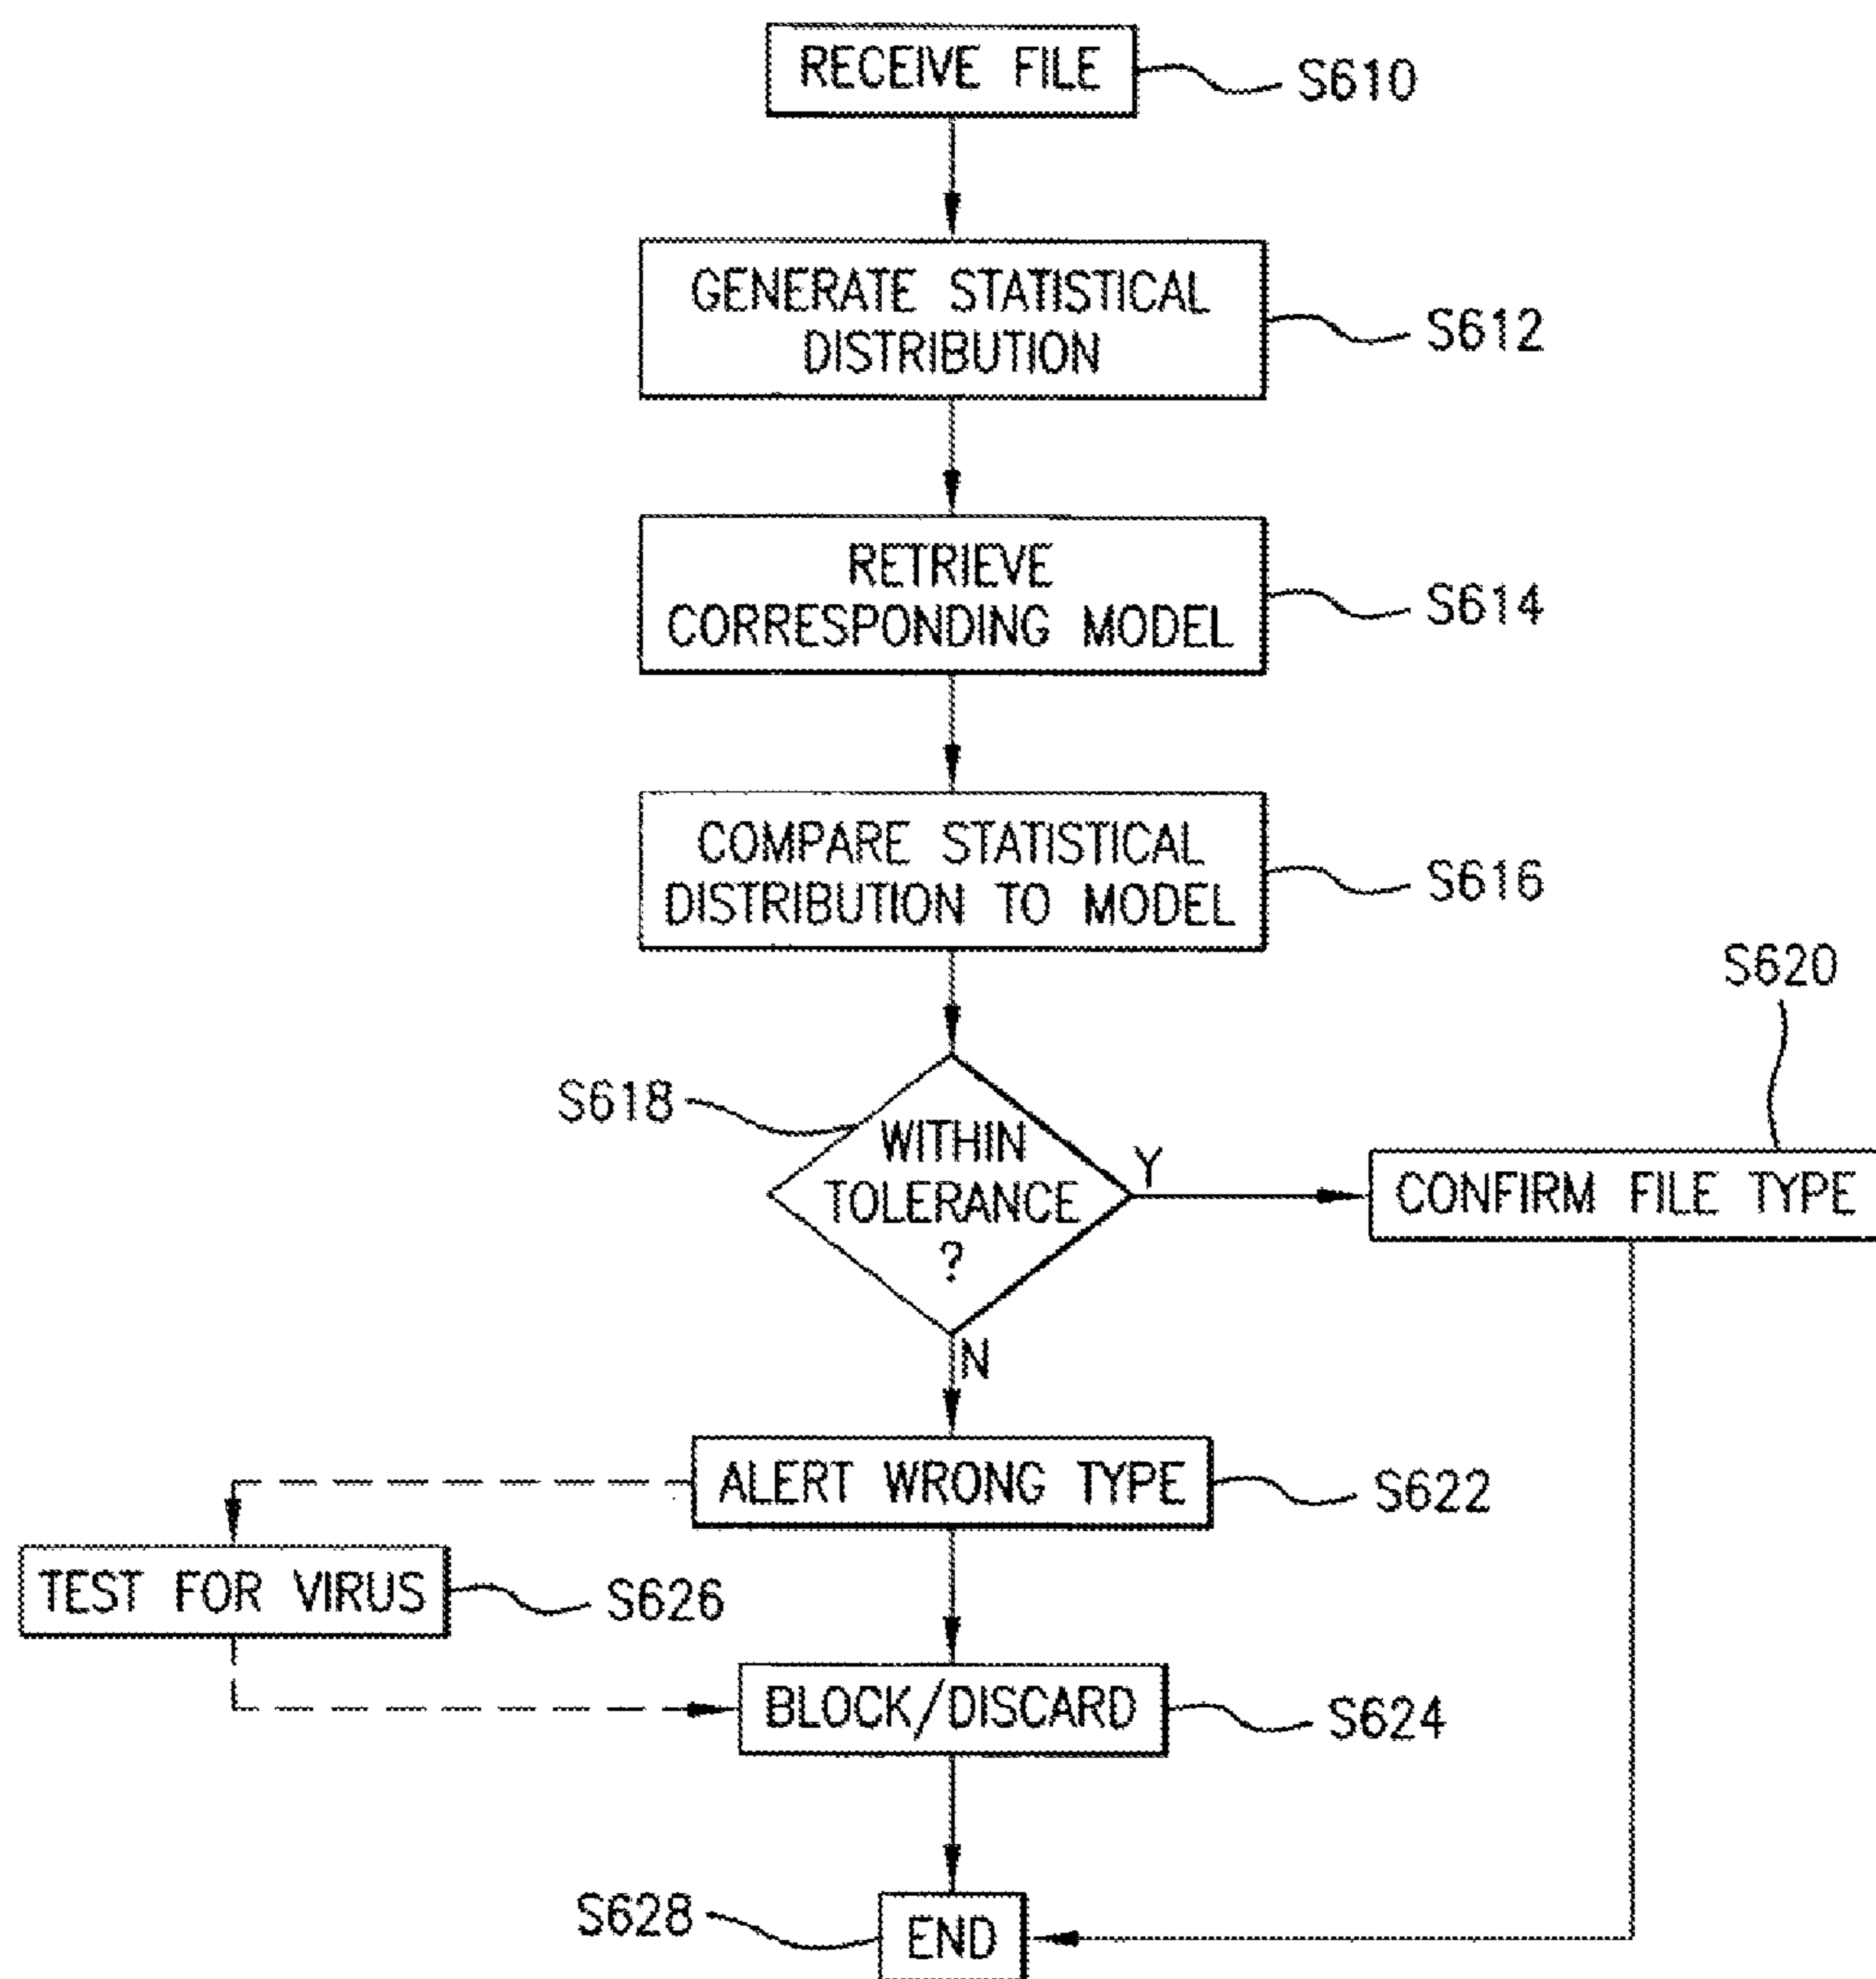 RECEIVE FILE
S610
GENERATE STATISTICAL
DISTRIBUTION
S612
RETRIEVE
CORRESPONDING MODEL
S614
COMPARE STATISTICAL
DISTRIBUTION TO MODEL
S616
S618
WITHIN
TOLERANCE
?
Y
S620
CONFIRM FILE TYPE
N
ALERT WRONG TYPE
S622
TEST FOR VIRUS
S626
BLOCK/DISCARD
S624
S628
END